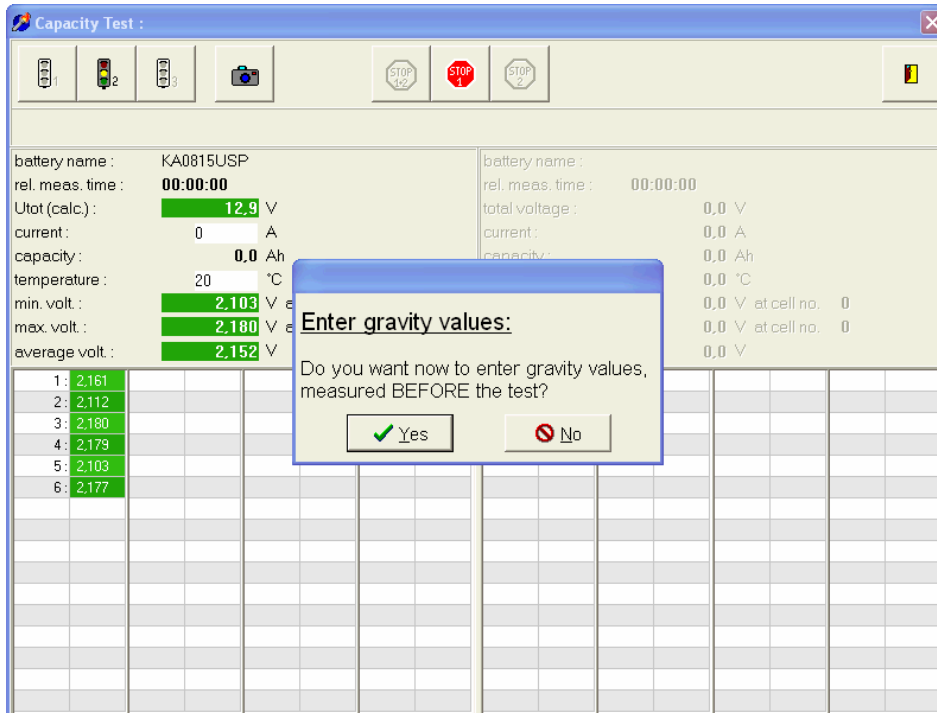 Capacity Test :
1 2 3 STOP 1+2 STOP 1 STOP 2
battery name : KA0815USP
rel. meas. time : 00:00:00
Utot (calc.) : 12,9 V
current : 0 A
capacity : 0,0 Ah
temperature : 20 °C
min. volt. : 2,103 V
max. volt. : 2,180 V
average volt. : 2,152 V
battery name :
rel. meas. time : 00:00:00
total voltage : 0,0 V
current : 0,0 A
capacity : 0,0 Ah
0,0 °C
0,0 V at cell no. 0
0,0 V at cell no. 0
0,0 V
Enter gravity values:
Do you want now to enter gravity values,
measured BEFORE the test?
Yes No
1 : 2,161
2 : 2,112
3 : 2,180
4 : 2,179
5 : 2,103
6 : 2,177